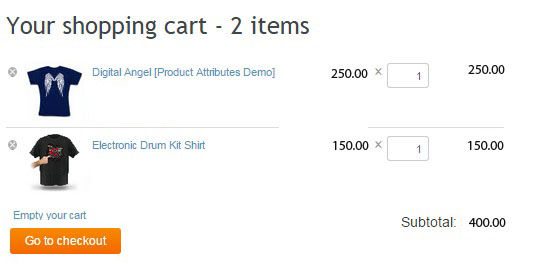 Your shopping cart - 2 items
Digital Angel [Product Attributes Demo] 250.00 × 1 250.00
Electronic Drum Kit Shirt 150.00 × 1 150.00
Empty your cart
Go to checkout
Subtotal: 400.00